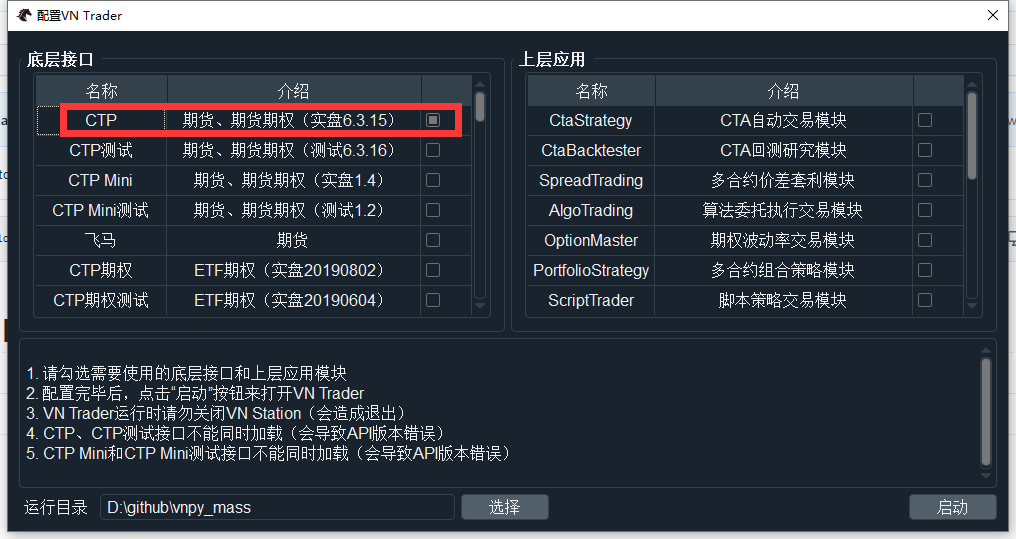 配置VN Trader
底层接口
名称 介绍
CTP 期货、期货期权（实盘6.3.15）
CTP测试 期货、期货期权（测试6.3.16）
CTP Mini 期货、期货期权（实盘1.4）
CTP Mini测试 期货、期货期权（测试1.2）
飞马 期货
CTP期权 ETF期权（实盘20190802）
CTP期权测试 ETF期权（实盘20190604）
上层应用
名称 介绍
CtaStrategy CTA自动交易模块
CtaBacktester CTA回测研究模块
SpreadTrading 多合约价差套利模块
AlgoTrading 算法委托执行交易模块
OptionMaster 期权波动率交易模块
PortfolioStrategy 多合约组合策略模块
ScriptTrader 脚本策略交易模块
1. 请勾选需要使用的底层接口和上层应用模块
2. 配置完毕后，点击“启动”按钮来打开VN Trader
3. VN Trader运行时请勿关闭VN Station（会造成退出）
4. CTP、CTP测试接口不能同时加载（会导致API版本错误）
5. CTP Mini和CTP Mini测试接口不能同时加载（会导致API版本错误）
运行目录 D:\github\vnpy_mass 选择 启动